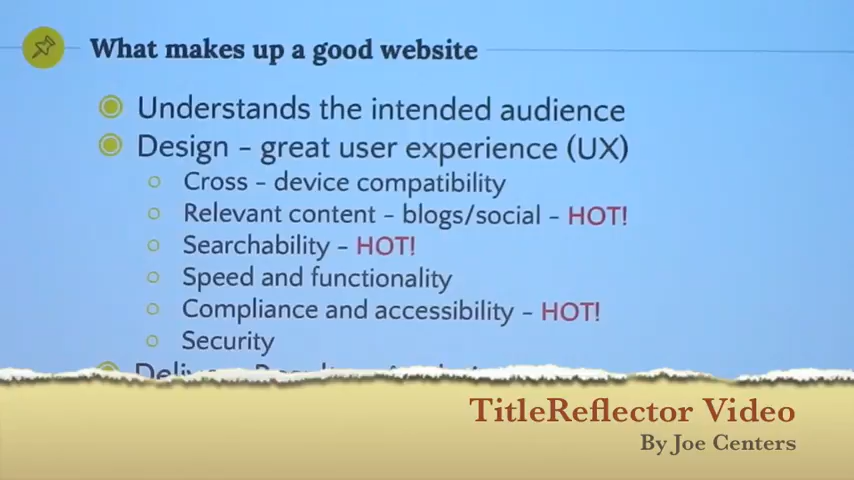 What makes up a good website
Understands the intended audience
Design – great user experience (UX)
Cross – device compatibility
Relevant content – blogs/social – HOT!
Searchability – HOT!
Speed and functionality
Compliance and accessibility – HOT!
Security
TitleReflector Video
By Joe Centers